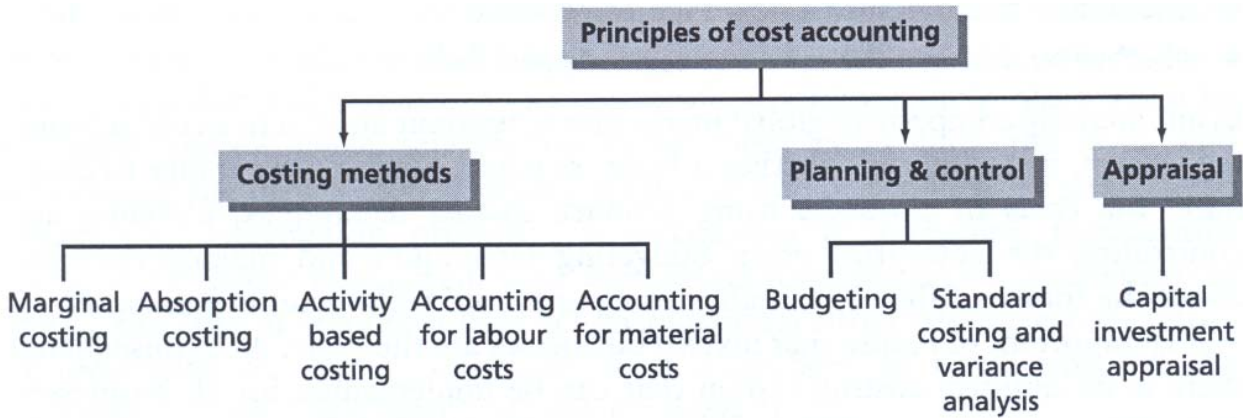 Principles of cost accounting
Costing methods
Planning & control
Appraisal
Marginal
costing
Absorption
costing
Activity
based
costing
Accounting
for labour
costs
Accounting
for material
costs
Budgeting
Standard
costing and
variance
analysis
Capital
investment
appraisal